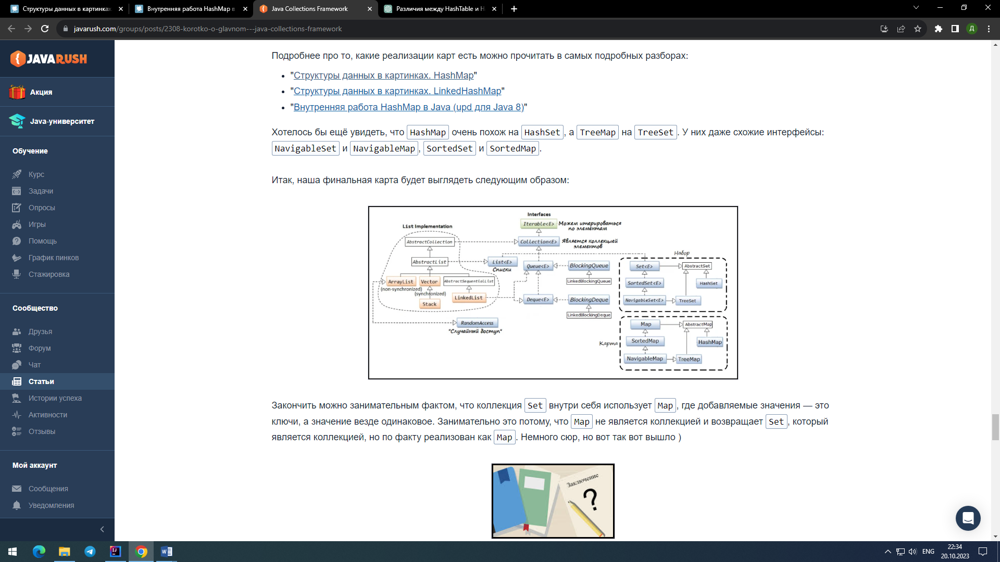 Структуры данных в картинках
Внутренняя работа HashMap в
Java Collections Framework
Различия между HashTable и H
javarush.com/groups/posts/2308-korotko-o-glavnom---java-collections-framework
Д
JAVARUSH
Акция
Java-университет
Обучение
Курс
Задачи
Опросы
Игры
Помощь
График пинков
Стажировка
Сообщество
Друзья
Форум
Чат
Статьи
Истории успеха
Активности
Отзывы
Мой аккаунт
Сообщения
Уведомления
Подробнее про то, какие реализации карт есть можно прочитать в самых подробных разборах:
"Структуры данных в картинках. HashMap"
"Структуры данных в картинках. LinkedHashMap"
"Внутренняя работа HashMap в Java (upd для Java 8)"
Хотелось бы ещё увидеть, что HashMap очень похож на HashSet, а TreeMap на TreeSet. У них даже схожие интерфейсы:
NavigableSet и NavigableMap, SortedSet и SortedMap.
Итак, наша финальная карта будет выглядеть следующим образом:
Interfaces
Iterable<E>
Можем итерироваться
по элементам
List Implementation
AbstractCollection
Collection<E>
Является коллекцией
элементов
AbstractList
List<E>
Списки
Queue<E>
BlockingQueue
LinkedBlockingQueue
ArrayList
(non-synchronized)
Vector
(synchronized)
AbstractSequentialList
Stack
LinkedList
Deque<E>
BlockingDeque
LinkedBlockingDeque
RandomAccess
"Случайный доступ"
Набор
Set<E>
AbstractSet
SortedSet<E>
HashSet
NavigableSet<E>
TreeSet
Карта
Map
AbstractMap
SortedMap
HashMap
NavigableMap
TreeMap
Закончить можно занимательным фактом, что коллекция Set внутри себя использует Map, где добавляемые значения — это
ключи, а значение везде одинаковое. Занимательно это потому, что Map не является коллекцией и возвращает Set, который
является коллекцией, но по факту реализован как Map. Немного сюр, но вот так вот вышло )
Заключение
?
ENG
22:34
20.10.2023